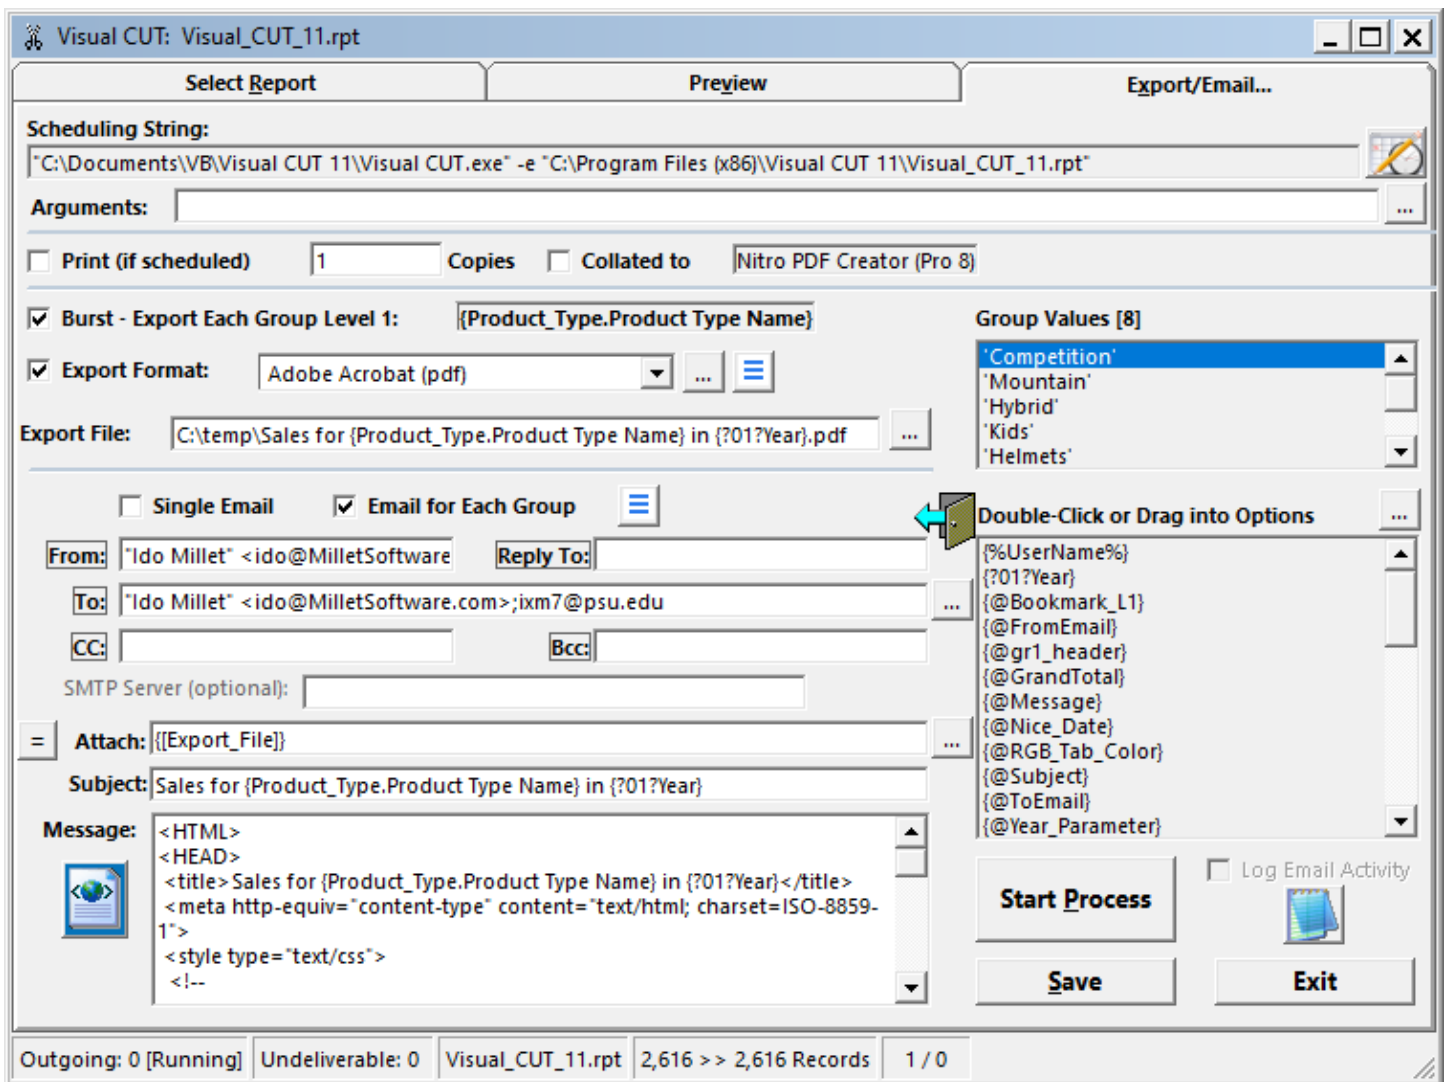 Visual CUT:  Visual_CUT_11.rpt
Select Report
Preview
Export/Email...
Scheduling String:
"C:\Documents\VB\Visual CUT 11\Visual CUT.exe" -e "C:\Program Files (x86)\Visual CUT 11\Visual_CUT_11.rpt"
Arguments:
...
Print (if scheduled)
1
Copies
Collated to
Nitro PDF Creator (Pro 8)
Burst - Export Each Group Level 1:
{Product_Type.Product Type Name}
Group Values [8]
Export Format:
Adobe Acrobat (pdf)
...
'Competition'
'Mountain'
'Hybrid'
'Kids'
'Helmets'
Export File:
C:\temp\Sales for {Product_Type.Product Type Name} in {?01?Year}.pdf
...
Single Email
Email for Each Group
Double-Click or Drag into Options
...
From:
"Ido Millet" <ido@MilletSoftware
Reply To:
To:
"Ido Millet" <ido@MilletSoftware.com>;ixm7@psu.edu
...
CC:
Bcc:
SMTP Server (optional):
=
Attach:
{[Export_File]}
...
Subject:
Sales for {Product_Type.Product Type Name} in {?01?Year}
{%UserName%}
{?01?Year}
{@Bookmark_L1}
{@FromEmail}
{@gr1_header}
{@GrandTotal}
{@Message}
{@Nice_Date}
{@RGB_Tab_Color}
{@Subject}
{@ToEmail}
{@Year_Parameter}
Message:
<HTML>
<HEAD>
<title>Sales for {Product_Type.Product Type Name} in {?01?Year}</title>
<meta http-equiv="content-type" content="text/html; charset=ISO-8859-
1">
<style type="text/css">
<!--
Start Process
Log Email Activity
Save
Exit
Outgoing: 0 [Running]
Undeliverable: 0
Visual_CUT_11.rpt
2,616 >> 2,616 Records
1 / 0